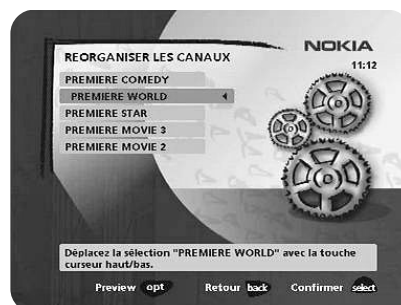 NOKIA
REORGANISER LES CANAUX
11:12
PREMIERE COMEDY
PREMIERE WORLD
PREMIERE STAR
PREMIERE MOVIE 3
PREMIERE MOVIE 2
Déplacez la sélection "PREMIERE WORLD" avec la touche
curseur haut/bas.
Preview opt Retour back Confirmer select